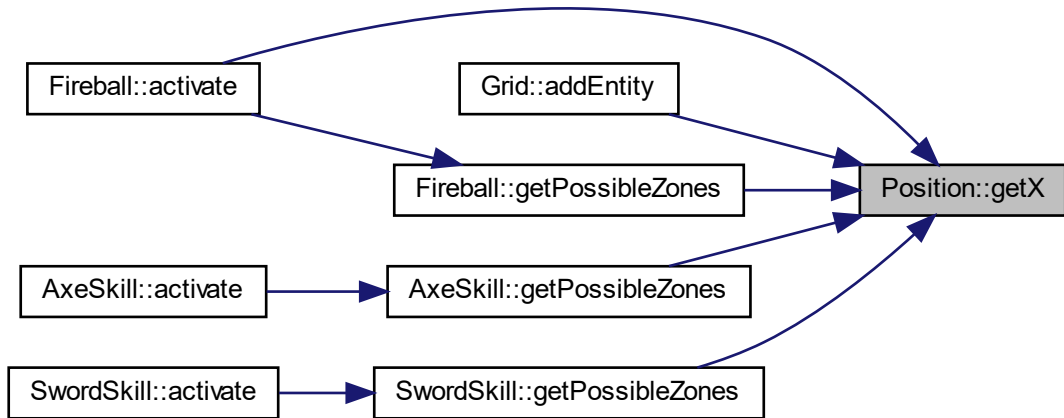 Fireball::activate
Grid::addEntity
Fireball::getPossibleZones
Position::getX
AxeSkill::activate
AxeSkill::getPossibleZones
SwordSkill::activate
SwordSkill::getPossibleZones